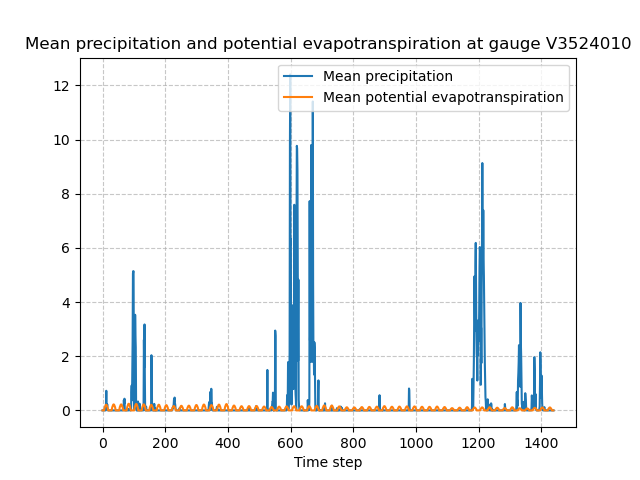 Mean precipitation and potential evapotranspiration at gauge V3524010
Mean precipitation
Mean potential evapotranspiration
12
10
8
6
4
2
0
0 200 400 600 800 1000 1200 1400
Time step